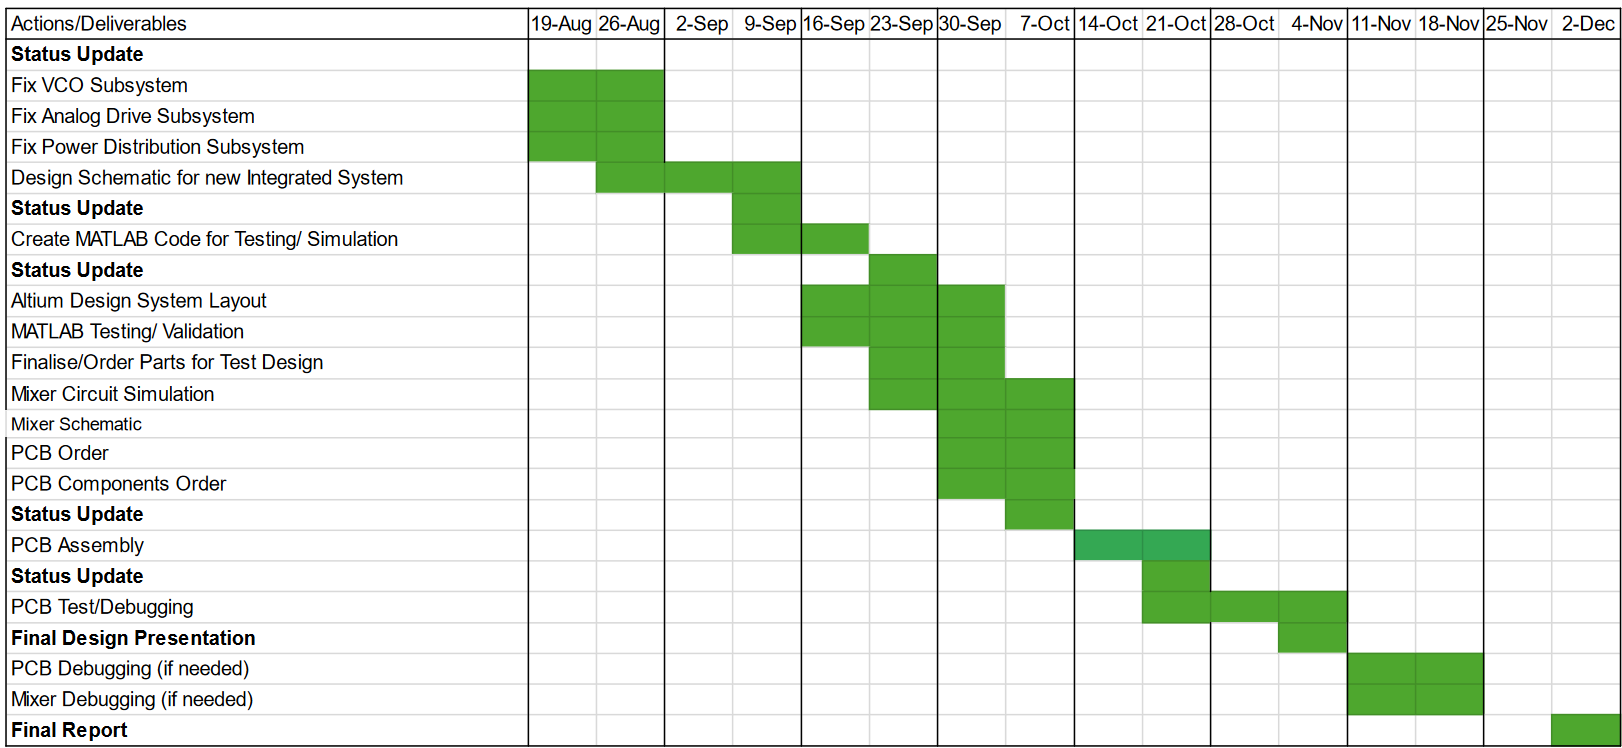 Actions/Deliverables 19-Aug 26-Aug 2-Sep 9-Sep 16-Sep 23-Sep 30-Sep 7-Oct 14-Oct 21-Oct 28-Oct 4-Nov 11-Nov 18-Nov 25-Nov 2-Dec
Status Update
Fix VCO Subsystem
Fix Analog Drive Subsystem
Fix Power Distribution Subsystem
Design Schematic for new Integrated System
Status Update
Create MATLAB Code for Testing/ Simulation
Status Update
Altium Design System Layout
MATLAB Testing/ Validation
Finalise/Order Parts for Test Design
Mixer Circuit Simulation
Mixer Schematic
PCB Order
PCB Components Order
Status Update
PCB Assembly
Status Update
PCB Test/Debugging
Final Design Presentation
PCB Debugging (if needed)
Mixer Debugging (if needed)
Final Report